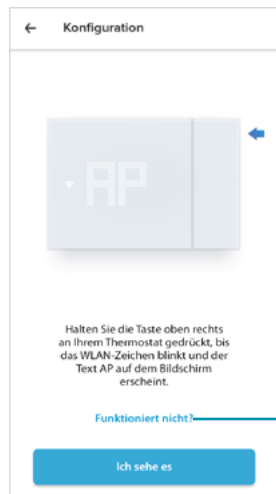 Konfiguration
AP
Halten Sie die Taste oben rechts
an Ihrem Thermostat gedrückt, bis
das WLAN-Zeichen blinkt und der
Text AP auf dem Bildschirm
erscheint.
Funktioniert nicht?
Ich sehe es